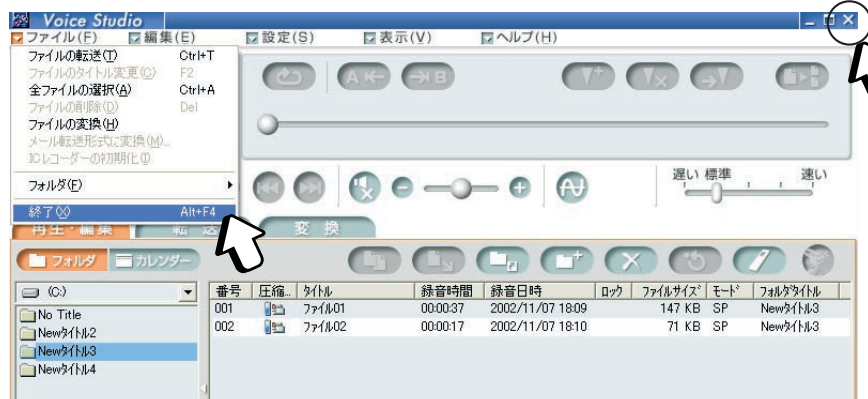 Voice Studio
ファイル(F) 編集(E) 設定(S) 表示(V) ヘルプ(H)
ファイルの転送(T) Ctrl+T
ファイルのタイトル変更(C) F2
全ファイルの選択(A) Ctrl+A
ファイルの削除(D) Del
ファイルの変換(H)
メール転送形式に変換(M)...
ICレコーダーの初期化(I)
フォルダ(F)
終了(X) Alt+F4
A B
遅い 標準 速い
再生・編集 転送 変換
フォルダ カレンダー
(C:)
No Title
Newタイトル2
Newタイトル3
Newタイトル4
番号 圧縮... タイトル 録音時間 録音日時 ロック ファイルサイズ モード フォルダタイトル
001 ファイル01 00:00:37 2002/11/07 18:09 147 KB SP Newタイトル3
002 ファイル02 00:00:17 2002/11/07 18:10 71 KB SP Newタイトル3